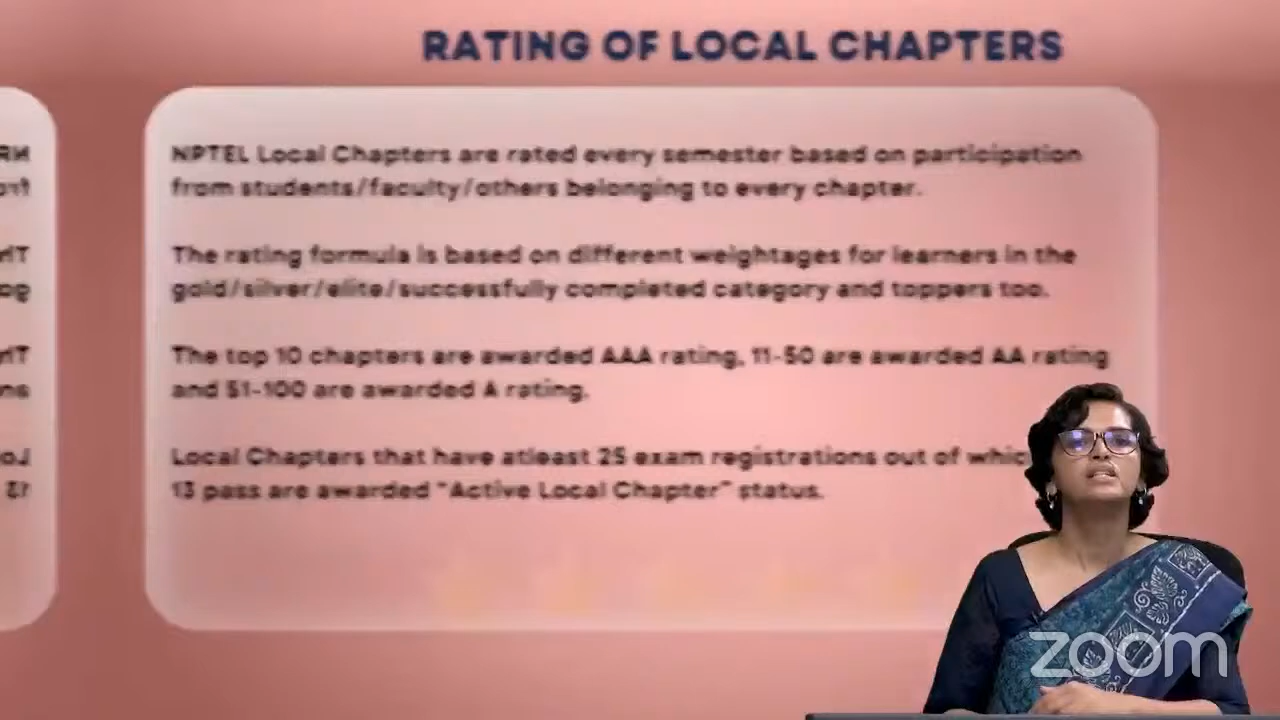 RATING OF LOCAL CHAPTERS
NPTEL Local Chapters are rated every semester based on participation
from students/faculty/others belonging to every chapter.
The rating formula is based on different weightages for learners in the
gold/silver/elite/successfully completed category and toppers too.
The top 10 chapters are awarded AAA rating, 11-50 are awarded AA rating
and 51-100 are awarded A rating.
Local Chapters that have atleast 25 exam registrations out of whic
13 pass are awarded "Active Local Chapter" status.
zoom